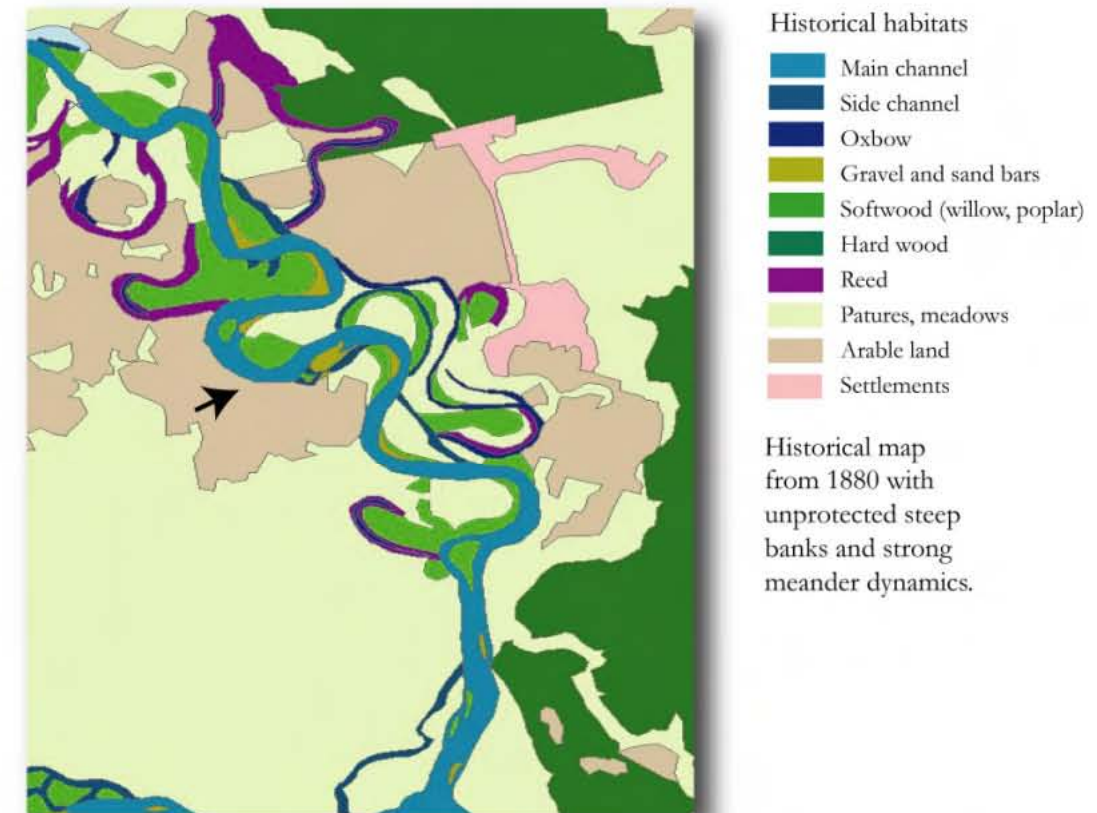 Historical habitats
Main channel
Side channel
Oxbow
Gravel and sand bars
Softwood (willow, poplar)
Hard wood
Reed
Patures, meadows
Arable land
Settlements
Historical map
from 1880 with
unprotected steep
banks and strong
meander dynamics.